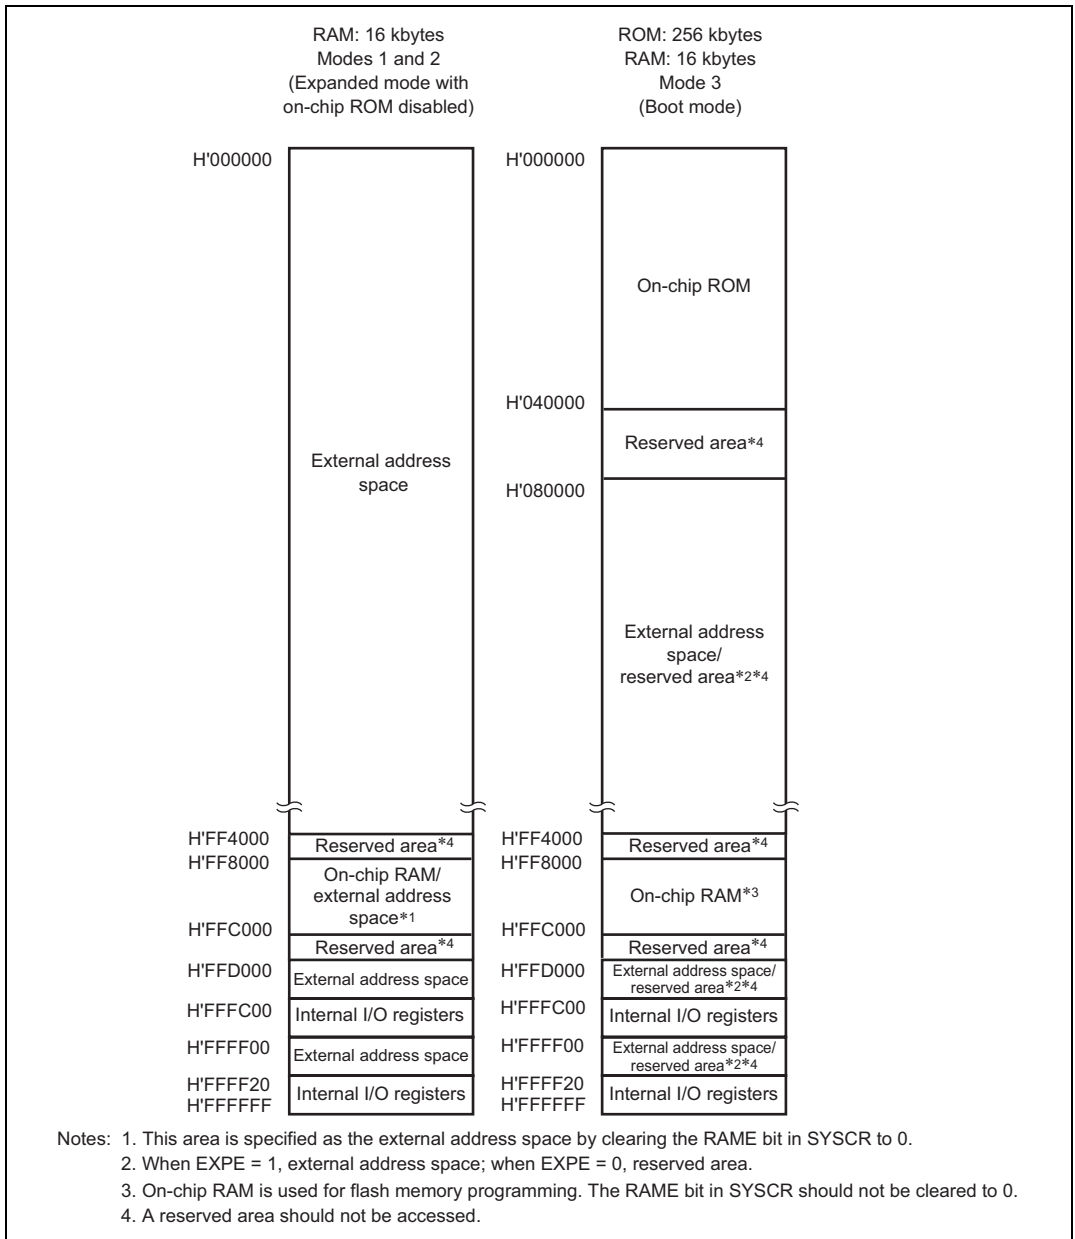 RAM: 16 kbytes
Modes 1 and 2
(Expanded mode with
on-chip ROM disabled)
H'000000
External address
space
H'FF4000
Reserved area*4
H'FF8000
On-chip RAM/
external address
space*1
H'FFC000
Reserved area*4
H'FFD000
External address space
H'FFFC00
Internal I/O registers
H'FFFF00
External address space
H'FFFF20
Internal I/O registers
H'FFFFFF
ROM: 256 kbytes
RAM: 16 kbytes
Mode 3
(Boot mode)
H'000000
On-chip ROM
H'040000
Reserved area*4
H'080000
External address
space/
reserved area*2*4
H'FF4000
Reserved area*4
H'FF8000
On-chip RAM*3
H'FFC000
Reserved area*4
H'FFD000
External address space/
reserved area*2*4
H'FFFC00
Internal I/O registers
H'FFFF00
External address space/
reserved area*2*4
H'FFFF20
Internal I/O registers
H'FFFFFF
Notes: 1. This area is specified as the external address space by clearing the RAME bit in SYSCR to 0.
2. When EXPE = 1, external address space; when EXPE = 0, reserved area.
3. On-chip RAM is used for flash memory programming. The RAME bit in SYSCR should not be cleared to 0.
4. A reserved area should not be accessed.